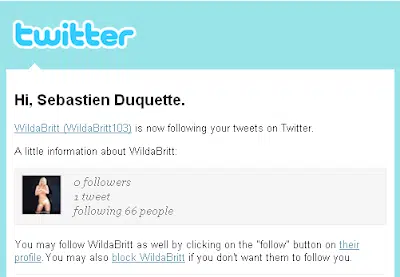 twitter
Hi, Sebastien Duquette.
WildaBritt (WildaBritt103) is now following your tweets on Twitter.
A little information about WildaBritt:
0 followers
1 tweet
following 66 people
You may follow WildaBritt as well by clicking on the "follow" button on their
profile. You may also block WildaBritt if you don't want them to follow you.